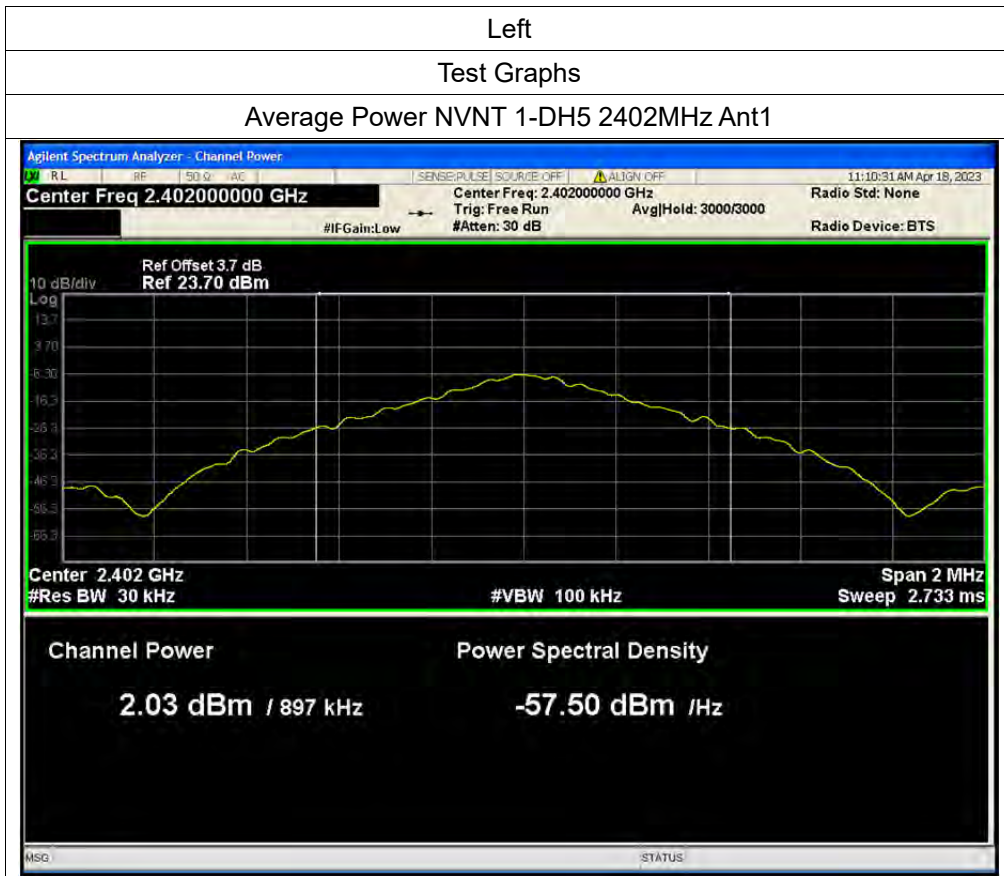 Left
Test Graphs
Average Power NVNT 1-DH5 2402MHz Ant1
Agilent Spectrum Analyzer - Channel Power
LXI RL RF 50 Ω AC SENSE:PULSE SOURCE OFF ALIGN OFF 11:10:31 AM Apr 18, 2023
Center Freq 2.402000000 GHz Center Freq: 2.402000000 GHz Radio Std: None
Trig: Free Run Avg|Hold: 3000/3000
#IFGain:Low #Atten: 30 dB Radio Device: BTS
Ref Offset 3.7 dB
10 dB/div Ref 23.70 dBm
Log
13.7
3.70
-6.30
-16.3
-26.3
-36.3
-46.3
-56.3
-66.3
Center 2.402 GHz Span 2 MHz
#Res BW 30 kHz #VBW 100 kHz Sweep 2.733 ms
Channel Power Power Spectral Density
2.03 dBm / 897 kHz -57.50 dBm /Hz
MSG STATUS